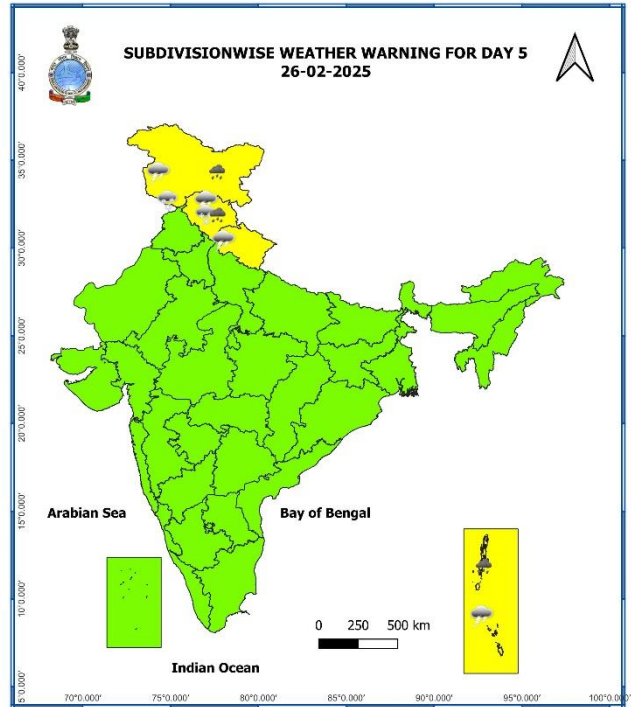 SUBDIVISIONWISE WEATHER WARNING FOR DAY 5
26-02-2025
40°0.000'
35°0.000'
30°0.000'
25°0.000'
20°0.000'
15°0.000'
10°0.000'
5°0.000'
Arabian Sea
Bay of Bengal
0 250 500 km
Indian Ocean
70°0.000' 75°0.000' 80°0.000' 85°0.000' 90°0.000' 95°0.000' 100°0.000'